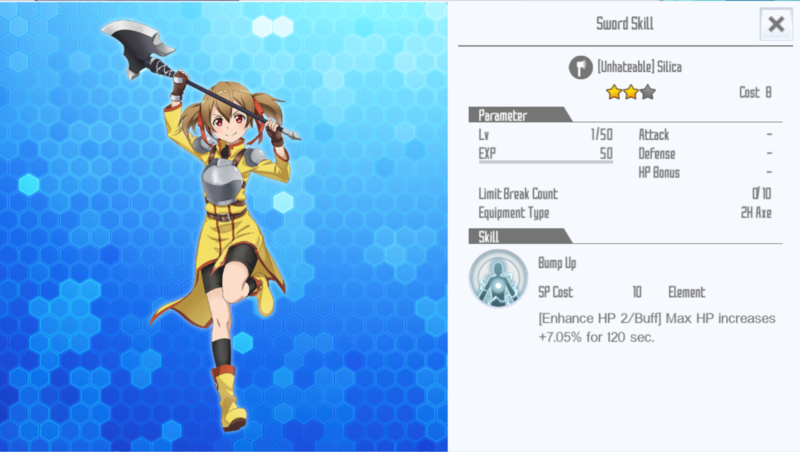 Sword Skill
[Unhateable] Silica
Cost 8
Parameter
Lv 1/50 Attack -
EXP 50 Defense -
HP Bonus -
Limit Break Count 0/10
Equipment Type 2H Axe
Skill
Bump Up
SP Cost 10 Element
[Enhance HP 2/Buff] Max HP increases
+7.05% for 120 sec.